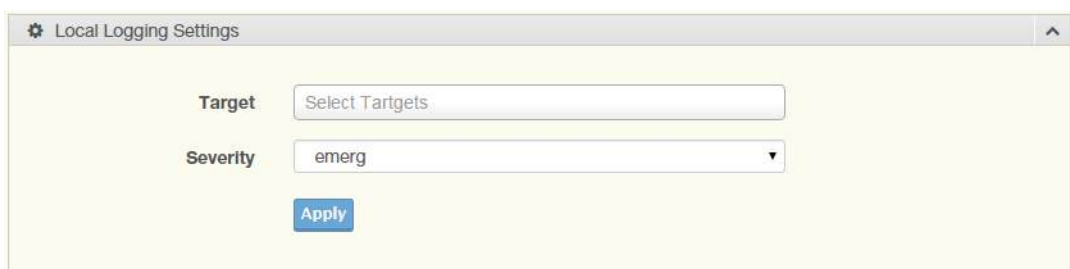 Local Logging Settings
Target
Select Tartgets
Severity
emerg
Apply